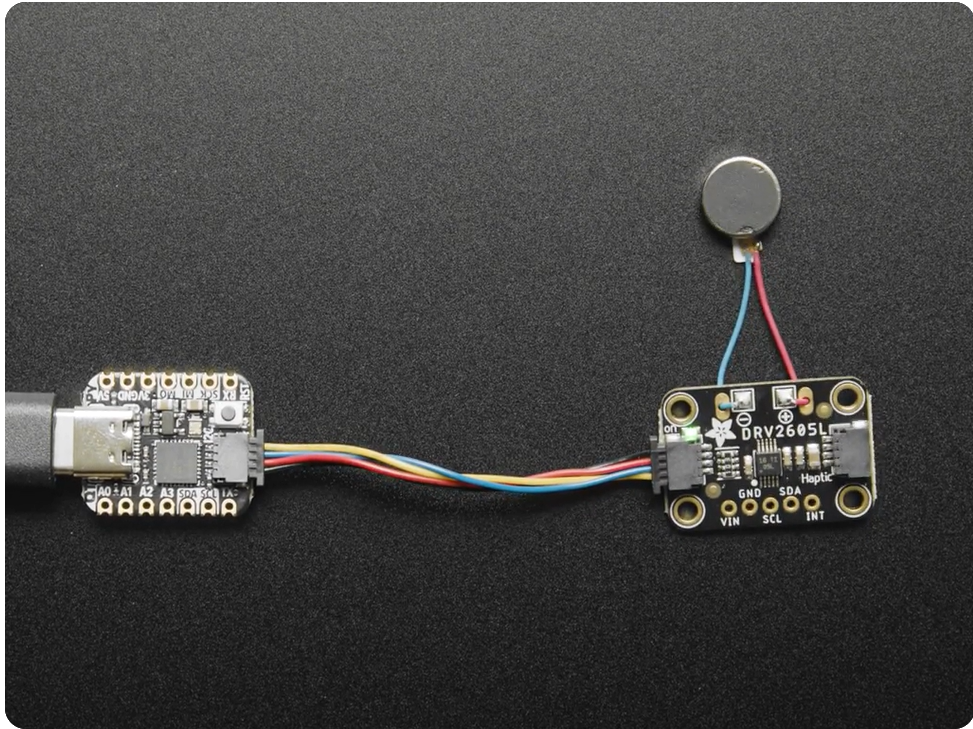 5V GND 3V MO MI SCK RX
RST
I2C
A0 A1 A2 A3 SDA SCL TX
on
DRV2605L
Haptic
GND SDA
VIN SCL INT